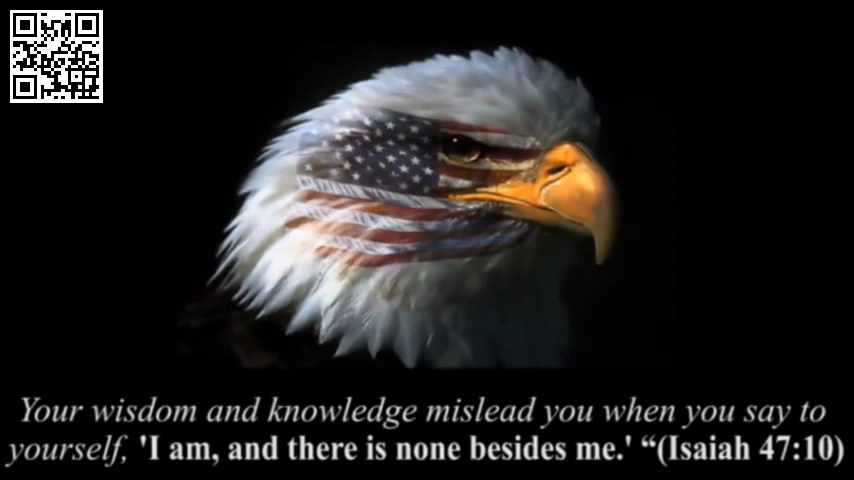 Your wisdom and knowledge mislead you when you say to
yourself, 'I am, and there is none besides me.' “(Isaiah 47:10)